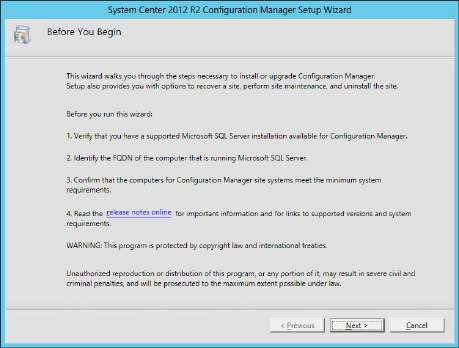 System Center 2012 R2 Configuration Manager Setup Wizard
Before You Begin
This wizard walks you through the steps necessary to install or upgrade Configuration Manager.
Setup also provides you with options to recover a site, perform site maintenance, and uninstall the site.
Before you run this wizard:
1. Verify that you have a supported Microsoft SQL Server installation available for Configuration Manager.
2. Identify the FQDN of the computer that is running Microsoft SQL Server.
3. Confirm that the computers for Configuration Manager site systems meet the minimum system
requirements.
4. Read the release notes online for important information and for links to supported versions and system
requirements.
WARNING: This program is protected by copyright law and international treaties.
Unauthorized reproduction or distribution of this program, or any portion of it, may result in severe civil and
criminal penalties, and will be prosecuted to the maximum extent possible under law.
< Previous Next > Cancel